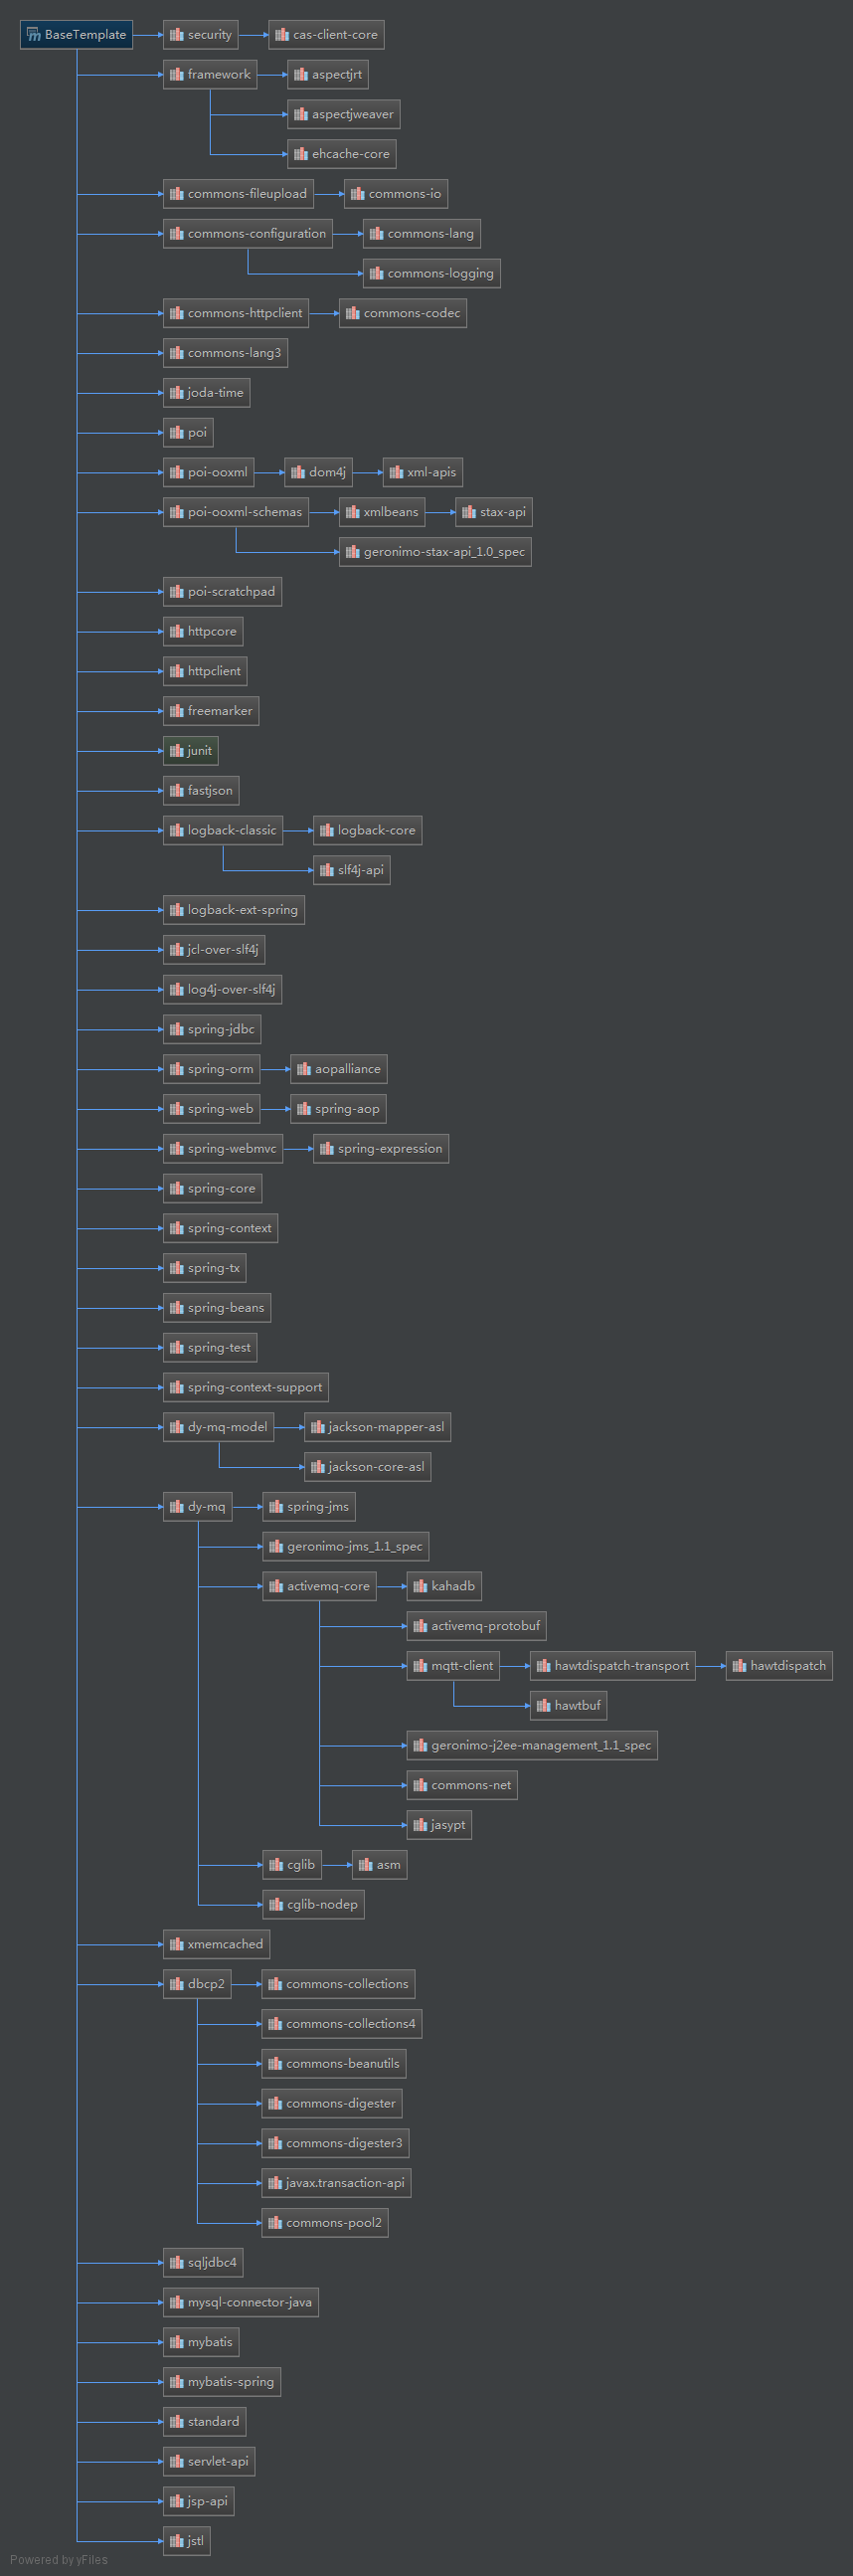 BaseTemplate
security
cas-client-core
framework
aspectjrt
aspectjweaver
ehcache-core
commons-fileupload
commons-io
commons-configuration
commons-lang
commons-logging
commons-httpclient
commons-codec
commons-lang3
joda-time
poi
poi-ooxml
dom4j
xml-apis
poi-ooxml-schemas
xmlbeans
stax-api
geronimo-stax-api_1.0_spec
poi-scratchpad
httpcore
httpclient
freemarker
junit
fastjson
logback-classic
logback-core
slf4j-api
logback-ext-spring
jcl-over-slf4j
log4j-over-slf4j
spring-jdbc
spring-orm
aopalliance
spring-web
spring-aop
spring-webmvc
spring-expression
spring-core
spring-context
spring-tx
spring-beans
spring-test
spring-context-support
dy-mq-model
jackson-mapper-asl
jackson-core-asl
dy-mq
spring-jms
geronimo-jms_1.1_spec
activemq-core
kahadb
activemq-protobuf
mqtt-client
hawtdispatch-transport
hawtdispatch
hawtbuf
geronimo-j2ee-management_1.1_spec
commons-net
jasypt
cglib
asm
cglib-nodep
xmemcached
dbcp2
commons-collections
commons-collections4
commons-beanutils
commons-digester
commons-digester3
javax.transaction-api
commons-pool2
sqljdbc4
mysql-connector-java
mybatis
mybatis-spring
standard
servlet-api
jsp-api
jstl
Powered by yFiles